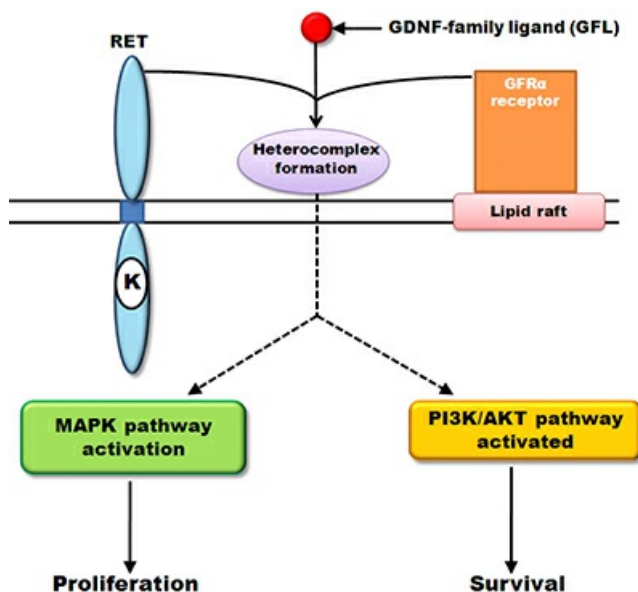 GDNF-family ligand (GFL)
RET
GFRα
receptor
Heterocomplex
formation
Lipid raft
K
MAPK pathway
activation
PI3K/AKT pathway
activated
Proliferation
Survival